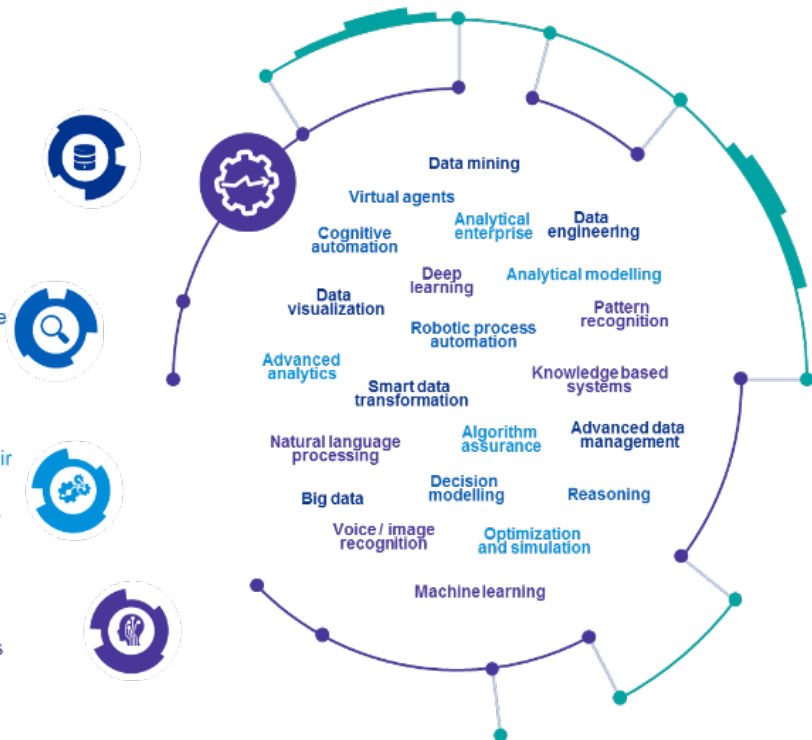 Data mining
Virtual agents
Analytical
enterprise
Data
engineering
Cognitive
automation
Deep
learning
Analytical modelling
Data
visualization
Pattern
recognition
e
Robotic process
automation
Advanced
analytics
Knowledge based
systems
Smart data
transformation
Algorithm
assurance
Advanced data
management
Natural language
processing
ir
Decision
modelling
Big data
Reasoning
Voice / image
recognition
Optimization
and simulation
Machine learning
s